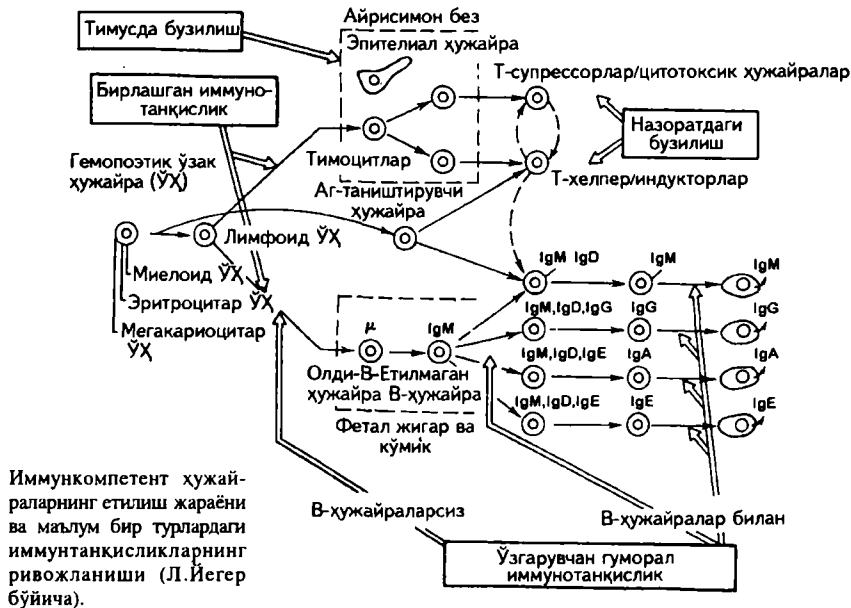 Айрисимон без
Тимусда бузилиш
Эпителиал ҳужайра
Т-супрессорлар/цитотоксик ҳужайралар
Бирлашган иммуно-
танқислик
Назоратдаги
бузилиш
Тимоцитлар
Гемопоэтик ўзак
ҳужайра (ЎҲ)
Т-хелпер/индукторлар
Аг-таништирувчи
ҳужайра
Лимфоид ЎҲ
Миелоид ЎҲ
Эритроцитар ЎҲ
Мегакариоцитар
ЎҲ
IgM IgD
IgM
IgM
IgM,IgD,IgG
IgG
IgG
μ
IgM
IgM,IgD,IgE
IgA
IgA
Олди-В-Етилмаган
ҳужайра В-ҳужайра
IgM,IgD,IgE
IgE
IgE
Фетал жигар ва
кўмик
Иммункомпетент ҳужай-
раларнинг етилиш жараёни
ва маълум бир турлардаги
иммунтанқисликларнинг
ривожланиши (Л.Йегер
бўйича).
В-ҳужайраларсиз
В-ҳужайралар билан
Ўзгарувчан гуморал
иммунотанқислик